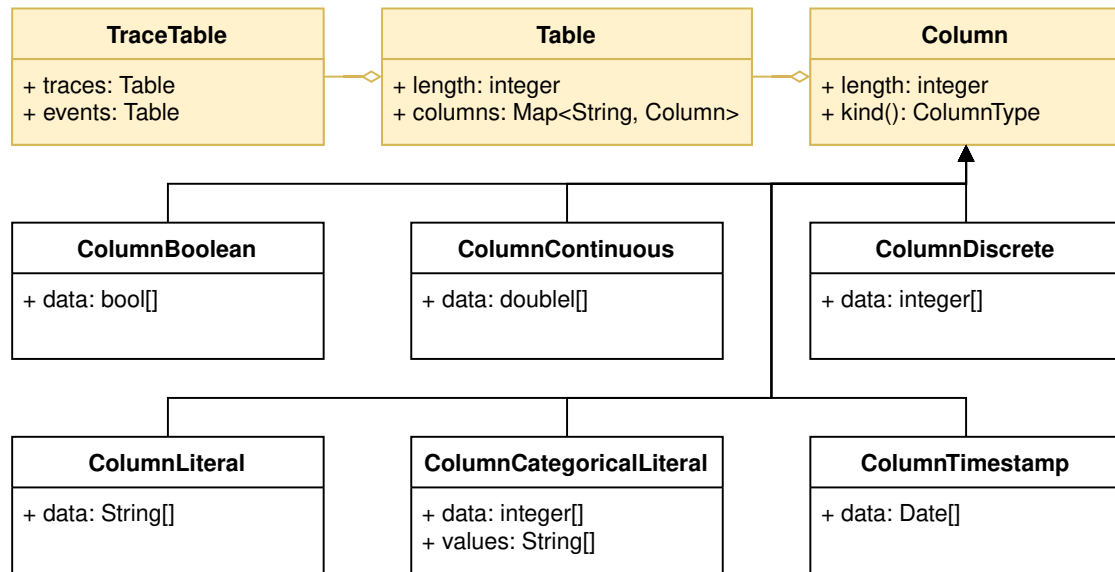 TraceTable
+ traces: Table
+ events: Table
Table
+ length: integer
+ columns: Map<String, Column>
Column
+ length: integer
+ kind(): ColumnType
ColumnBoolean
+ data: bool[]
ColumnContinuous
+ data: doublel[]
ColumnDiscrete
+ data: integer[]
ColumnLiteral
+ data: String[]
ColumnCategoricalLiteral
+ data: integer[]
+ values: String[]
ColumnTimestamp
+ data: Date[]